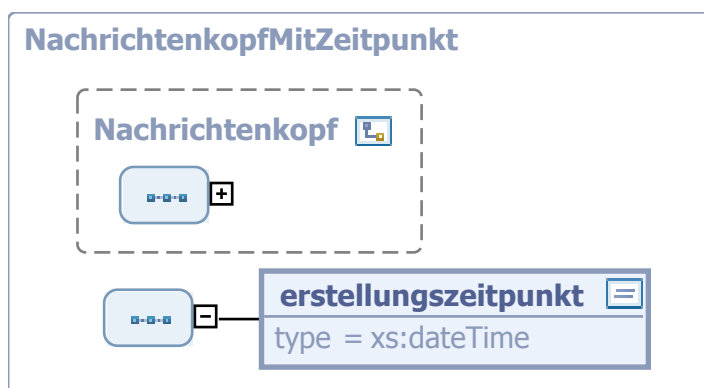 NachrichtenkopfMitZeitpunkt
Nachrichtenkopf
erstellungszeitpunkt
type = xs:dateTime